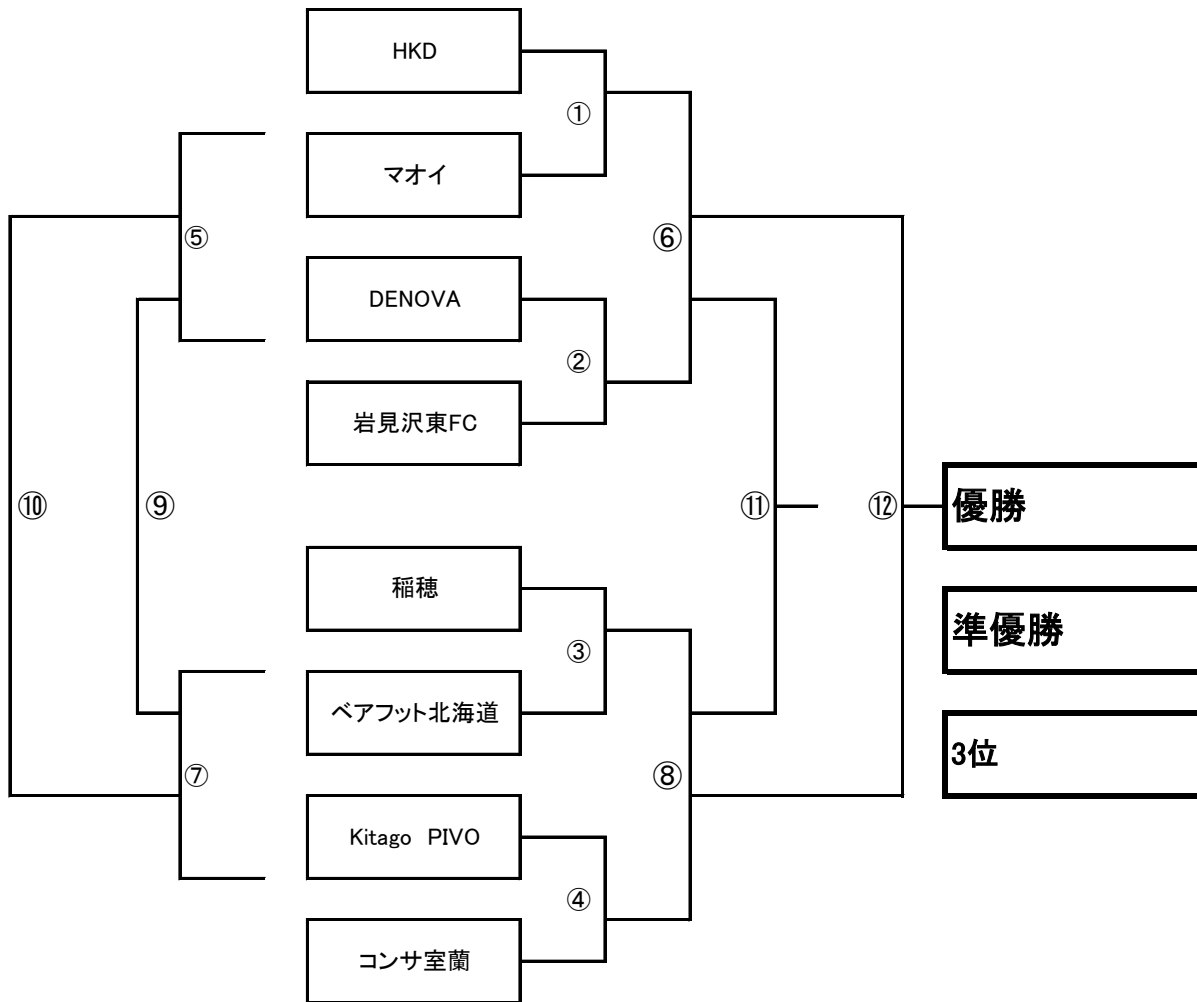 HKD
①
マオイ
⑤
⑥
DENOVA
②
岩見沢東FC
⑩
⑨
⑪
⑫
優勝
稲穂
準優勝
③
ベアフット北海道
3位
⑦
⑧
Kitago　PIVO
④
コンサ室蘭